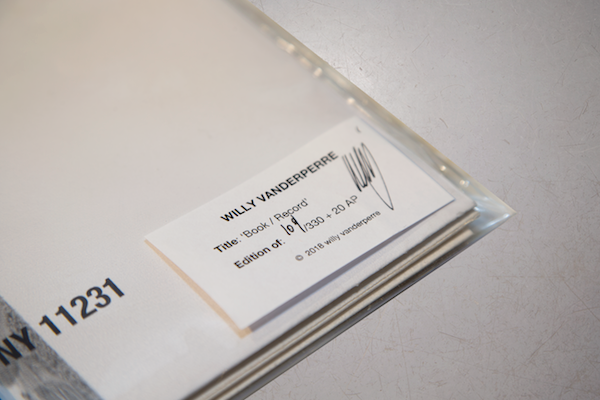 WILLY VANDERPERRE
Title: 'Book / Record'
Edition of: 109/330 + 20 AP
© 2018 willy vanderperre
NY 11231